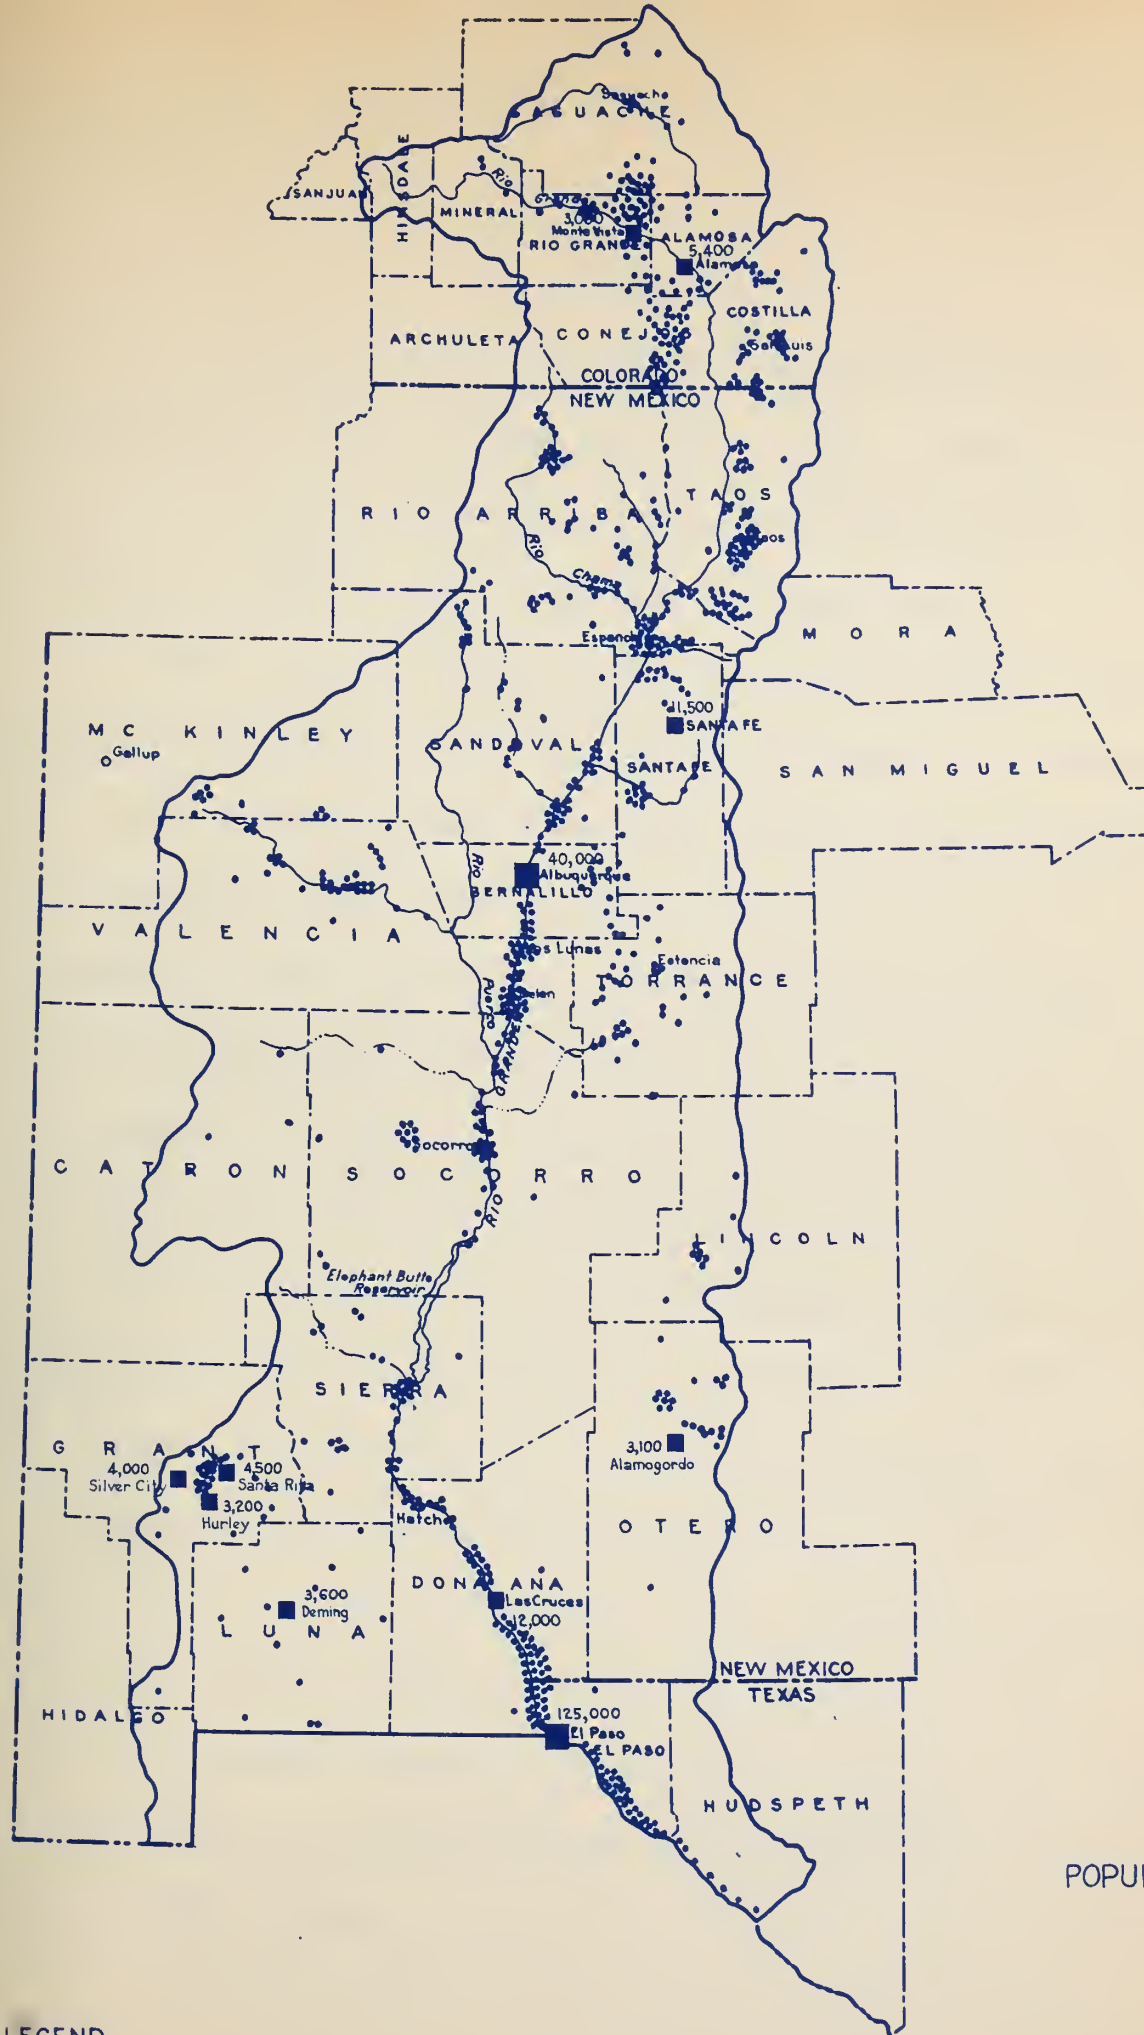 Saguache
SAGUACHE
HINSDALE
SAN JUAN
MINERAL
Rio
Grande
3,000
Monte Vista
RIO GRANDE
ALAMOSA
5,400
Alamosa
COSTILLA
ARCHULETA
CONEJOS
San Luis
COLORADO
NEW MEXICO
RIO ARRIBA
TAOS
Taos
Rio
Chama
Espanola
MORA
11,500
SANTA FE
MC KINLEY
Gallup
SANDOVAL
SANTA FE
SAN MIGUEL
40,000
Albuquerque
BERNALILLO
Rio
VALENCIA
Los Lunas
Estancia
TORRANCE
Belen
Puerco
GRANDE
Socorro
CATRON
SOCORRO
RIO
LINCOLN
Elephant Butte
Reservoir
SIERRA
GRANT
4,000
Silver City
4,500
Santa Rita
3,200
Hurley
3,100
Alamogordo
Hatch
OTERO
DONA ANA
Las Cruces
12,000
3,600
Deming
LUNA
NEW MEXICO
TEXAS
HIDALGO
125,000
El Paso
EL PASO
HUDSPETH
POPUL
LEGEND